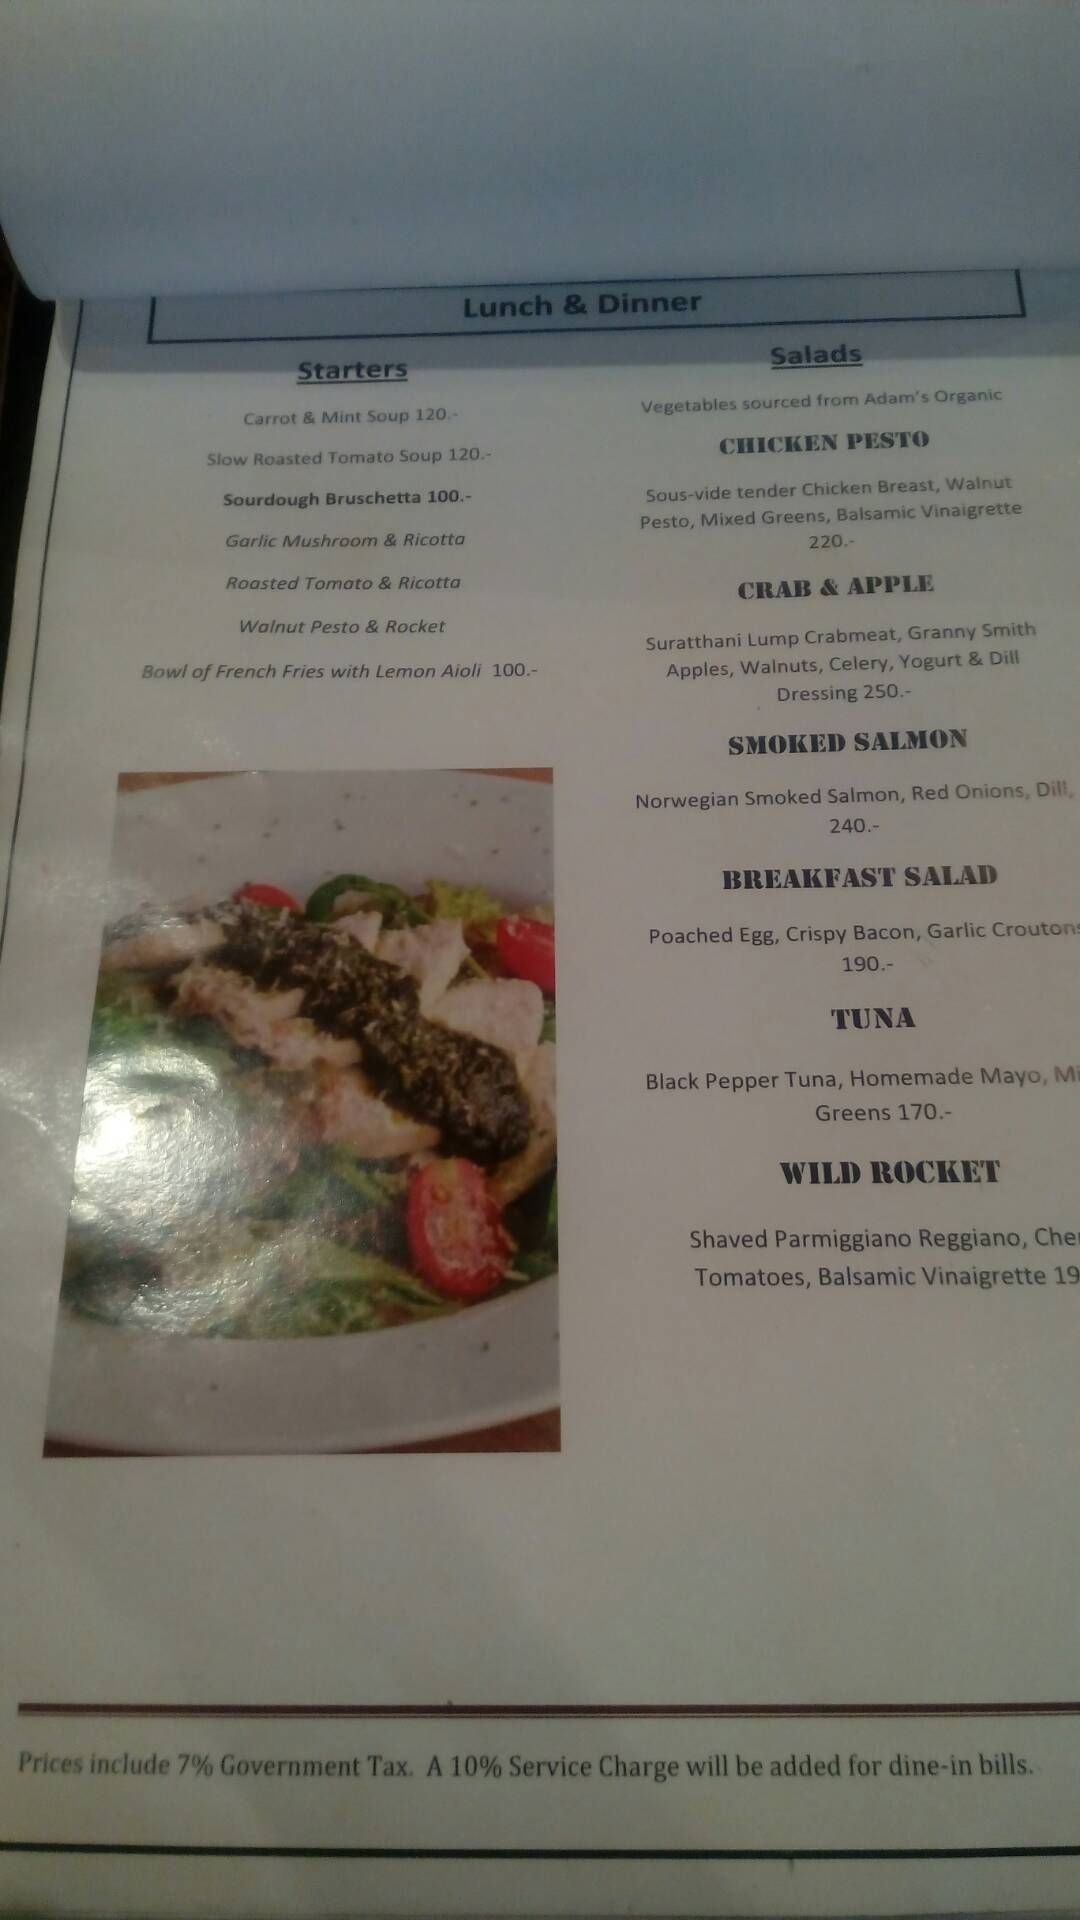 Lunch & Dinner
Starters
Carrot & Mint Soup 120.-
Slow Roasted Tomato Soup 120.-
Sourdough Bruschetta 100.-
Garlic Mushroom & Ricotta
Roasted Tomato & Ricotta
Walnut Pesto & Rocket
Bowl of French Fries with Lemon Aioli 100.-
Salads
Vegetables sourced from Adam's Organic
CHICKEN PESTO
Sous-vide tender Chicken Breast, Walnut
Pesto, Mixed Greens, Balsamic Vinaigrette
220.-
CRAB & APPLE
Suratthani Lump Crabmeat, Granny Smith
Apples, Walnuts, Celery, Yogurt & Dill
Dressing 250.-
SMOKED SALMON
Norwegian Smoked Salmon, Red Onions, Dill,
240.-
BREAKFAST SALAD
Poached Egg, Crispy Bacon, Garlic Croutons
190.-
TUNA
Black Pepper Tuna, Homemade Mayo,
Greens 170.-
WILD ROCKET
Shaved Parmiggiano Reggiano,
Tomatoes, Balsamic Vinaigrette
Prices include 7% Government Tax. A 10% Service Charge will be added for dine-in bills.